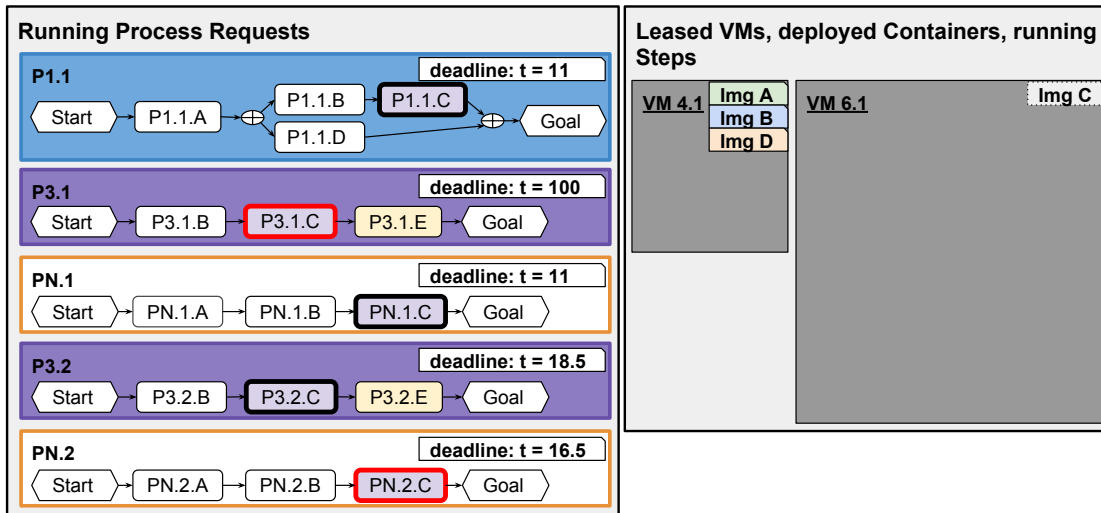 Running Process Requests
P1.1
deadline: t = 11
Start
P1.1.A
P1.1.B
P1.1.C
P1.1.D
Goal
P3.1
deadline: t = 100
Start
P3.1.B
P3.1.C
P3.1.E
Goal
PN.1
deadline: t = 11
Start
PN.1.A
PN.1.B
PN.1.C
Goal
P3.2
deadline: t = 18.5
Start
P3.2.B
P3.2.C
P3.2.E
Goal
PN.2
deadline: t = 16.5
Start
PN.2.A
PN.2.B
PN.2.C
Goal
Leased VMs, deployed Containers, running
Steps
VM 4.1
Img A
Img B
Img D
VM 6.1
Img C